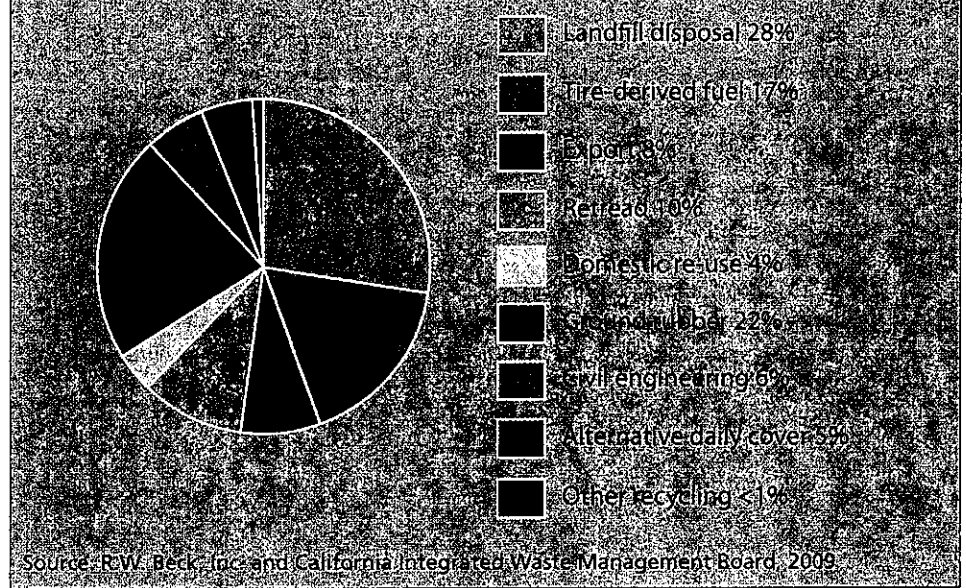 Landfill disposal 28%
Tire-derived fuel 17%
Export 8%
Retread 10%
Domestic re-use 4%
Ground rubber 22%
Civil engineering 6%
Alternative daily cover 5%
Other recycling <1%
Source: R.W. Beck, Inc. and California Integrated Waste Management Board, 2009